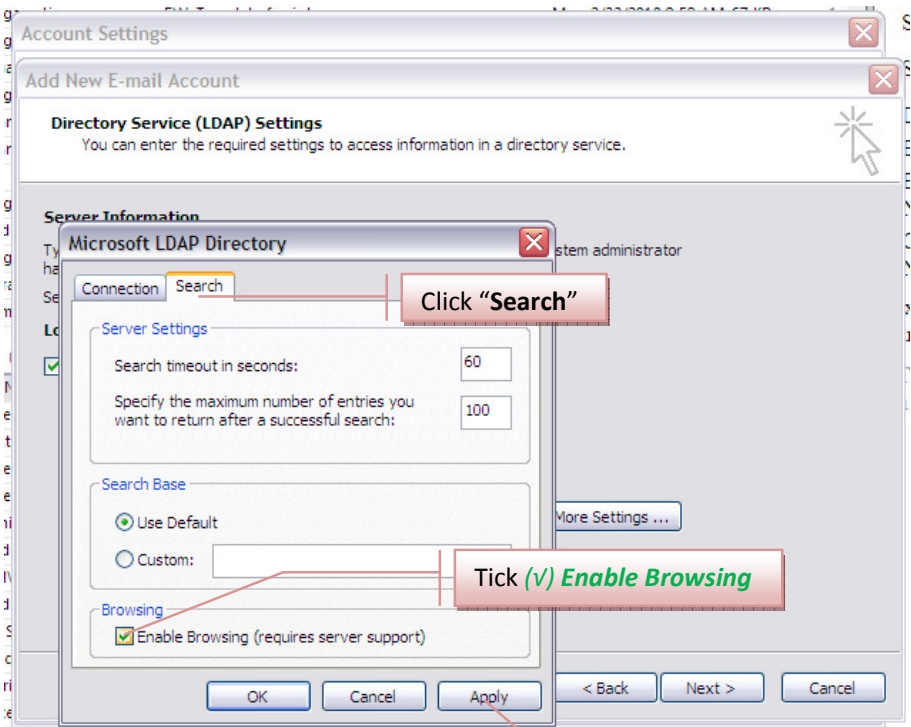 Account Settings
Add New E-mail Account
Directory Service (LDAP) Settings
You can enter the required settings to access information in a directory service.
Server Information
Microsoft LDAP Directory
stem administrator
Connection Search
Click “Search”
Server Settings
Search timeout in seconds: 60
Specify the maximum number of entries you
want to return after a successful search: 100
Search Base
Use Default
More Settings ...
Custom:
Tick (√) Enable Browsing
Browsing
Enable Browsing (requires server support)
OK Cancel Apply < Back Next > Cancel